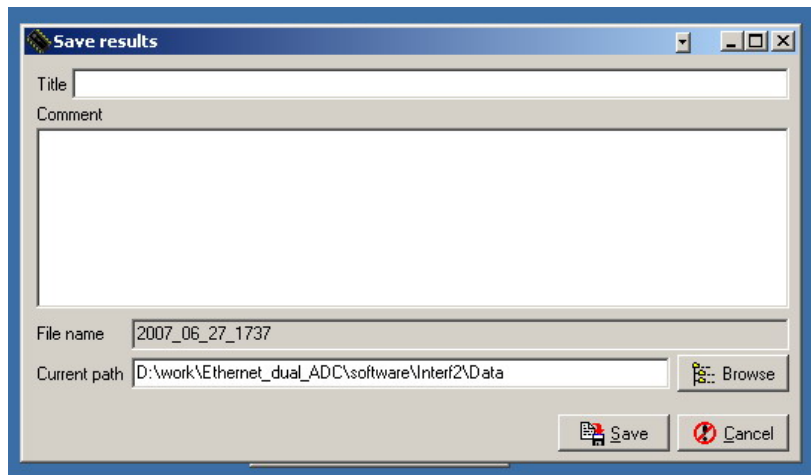 Save results
Title
Comment
File name 2007_06_27_1737
Current path D:\work\Ethernet_dual_ADC\software\Interf2\Data Browse
Save Cancel